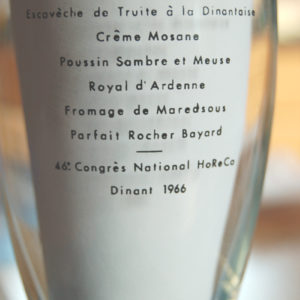 Escavèche de Truite à la Dinantaise
Crême Mosane
Poussin Sambre et Meuse
Royal d'Ardenne
Fromage de Maredsous
Parfait Rocher Bayard
46e Congrès National HoReCa
Dinant 1966